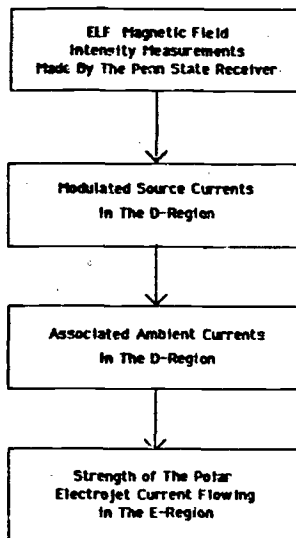 ELF Magnetic Field
Intensity Measurements
Made By The Penn State Receiver
Modulated Source Currents
In The D-Region
Associated Ambient Currents
In The D-Region
Strength of The Polar
Electrojet Current Flowing
In The E-Region